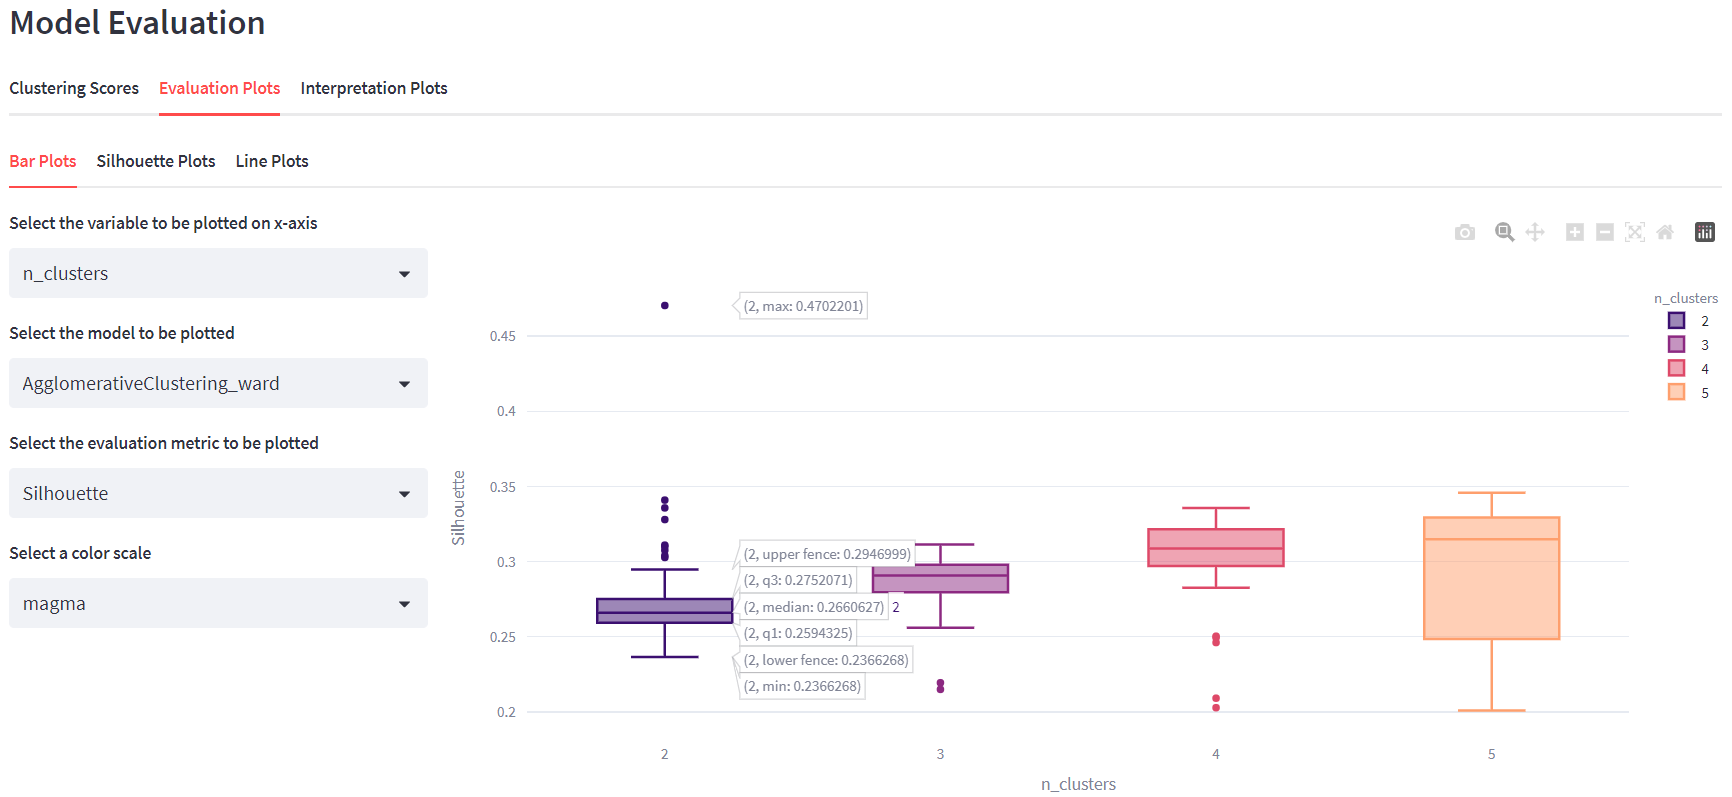 Model Evaluation
Clustering Scores Evaluation Plots Interpretation Plots
Bar Plots Silhouette Plots Line Plots
Select the variable to be plotted on x-axis
n_clusters
Select the model to be plotted
AgglomerativeClustering_ward
Select the evaluation metric to be plotted
Silhouette
Select a color scale
magma
Silhouette
0.45
0.4
0.35
0.3
0.25
0.2
(2, max: 0.4702201)
(2, upper fence: 0.2946999)
(2, q3: 0.2752071)
(2, median: 0.2660627) 2
(2, q1: 0.2594325)
(2, lower fence: 0.2366268)
(2, min: 0.2366268)
2 3 4 5
n_clusters
n_clusters
2
3
4
5